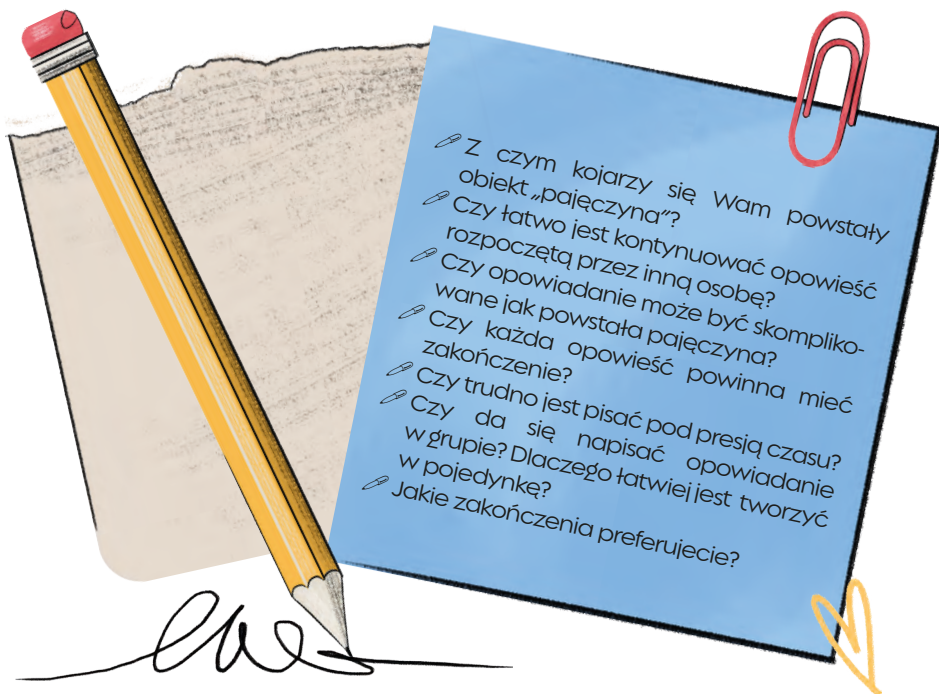 Z czym kojarzy się Wam powstały
obiekt „pajęczyna”?
Czy łatwo jest kontynuować opowieść
rozpoczętą przez inną osobę?
Czy opowiadanie może być skompliko-
wane jak powstała pajęczyna?
Czy każda opowieść powinna mieć
zakończenie?
Czy trudno jest pisać pod presją czasu?
Czy da się napisać opowiadanie
w grupie? Dlaczego łatwiej jest tworzyć
w pojedynkę?
Jakie zakończenia preferujecie?